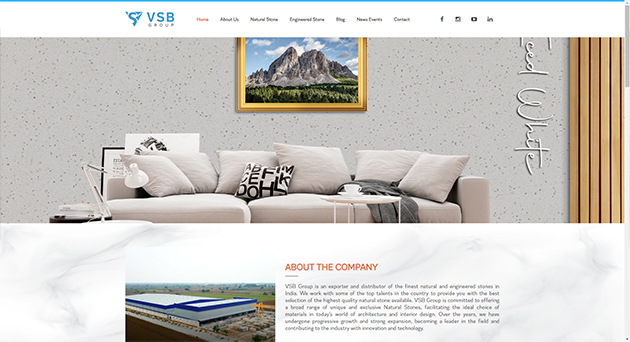 VSB
GROUP
Home About Us Natural Stone Engineered Stone Blog News Events Contact
Iced White
ABCDEF
ABOUT THE COMPANY
VSB Group is an exporter and distributor of the finest natural and engineered stones in
India. We work with some of the top talents in the country to provide you with the best
selection of the highest quality natural stone available. VSB Group is committed to offering
a broad range of unique and exclusive Natural Stones, facilitating the ideal choice of
materials in today's world of architecture and interior design. Over the years, we have
undergone progressive growth and strong expansion, becoming a leader in the field and
contributing to the industry with innovation and technology.